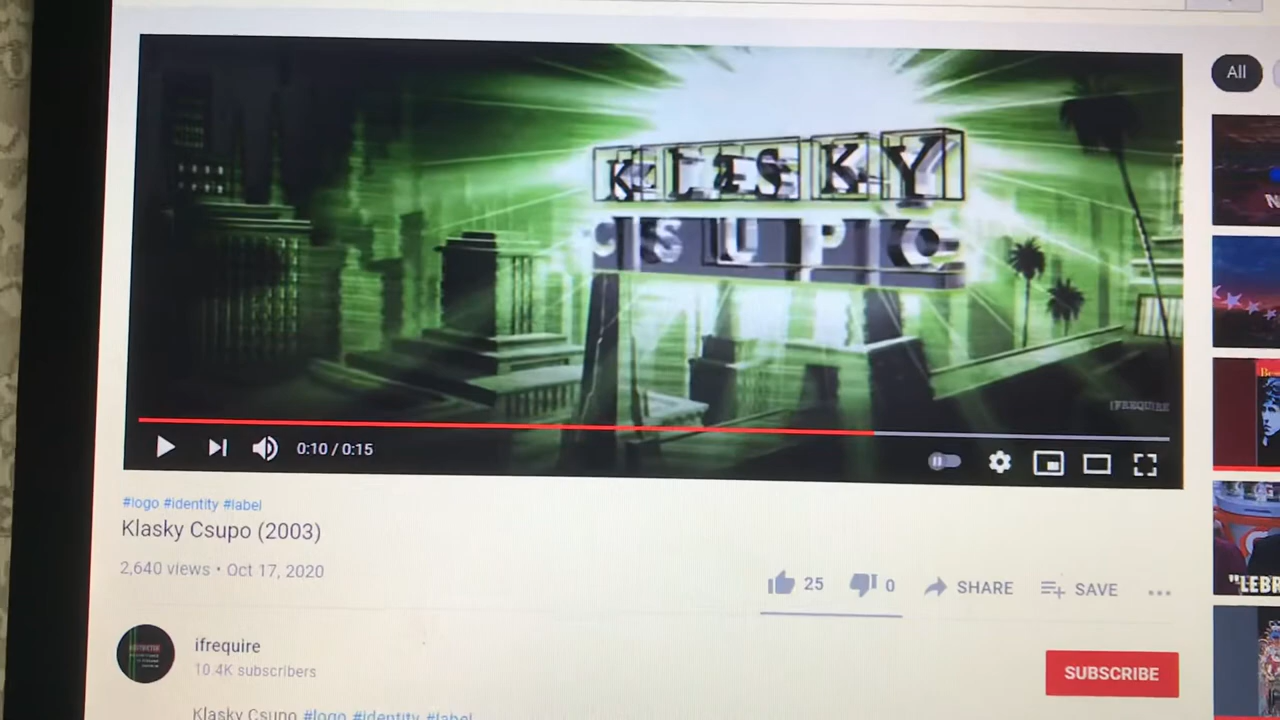 All
KLASKY
CSUPO
IFREQUIRE
0:10 / 0:15
#logo #identity #label
Klasky Csupo (2003)
2,640 views • Oct 17, 2020
25
0
SHARE
SAVE
"LEBR
ifrequire
10.4K subscribers
SUBSCRIBE
Klasky Csupo #logo #identity #label